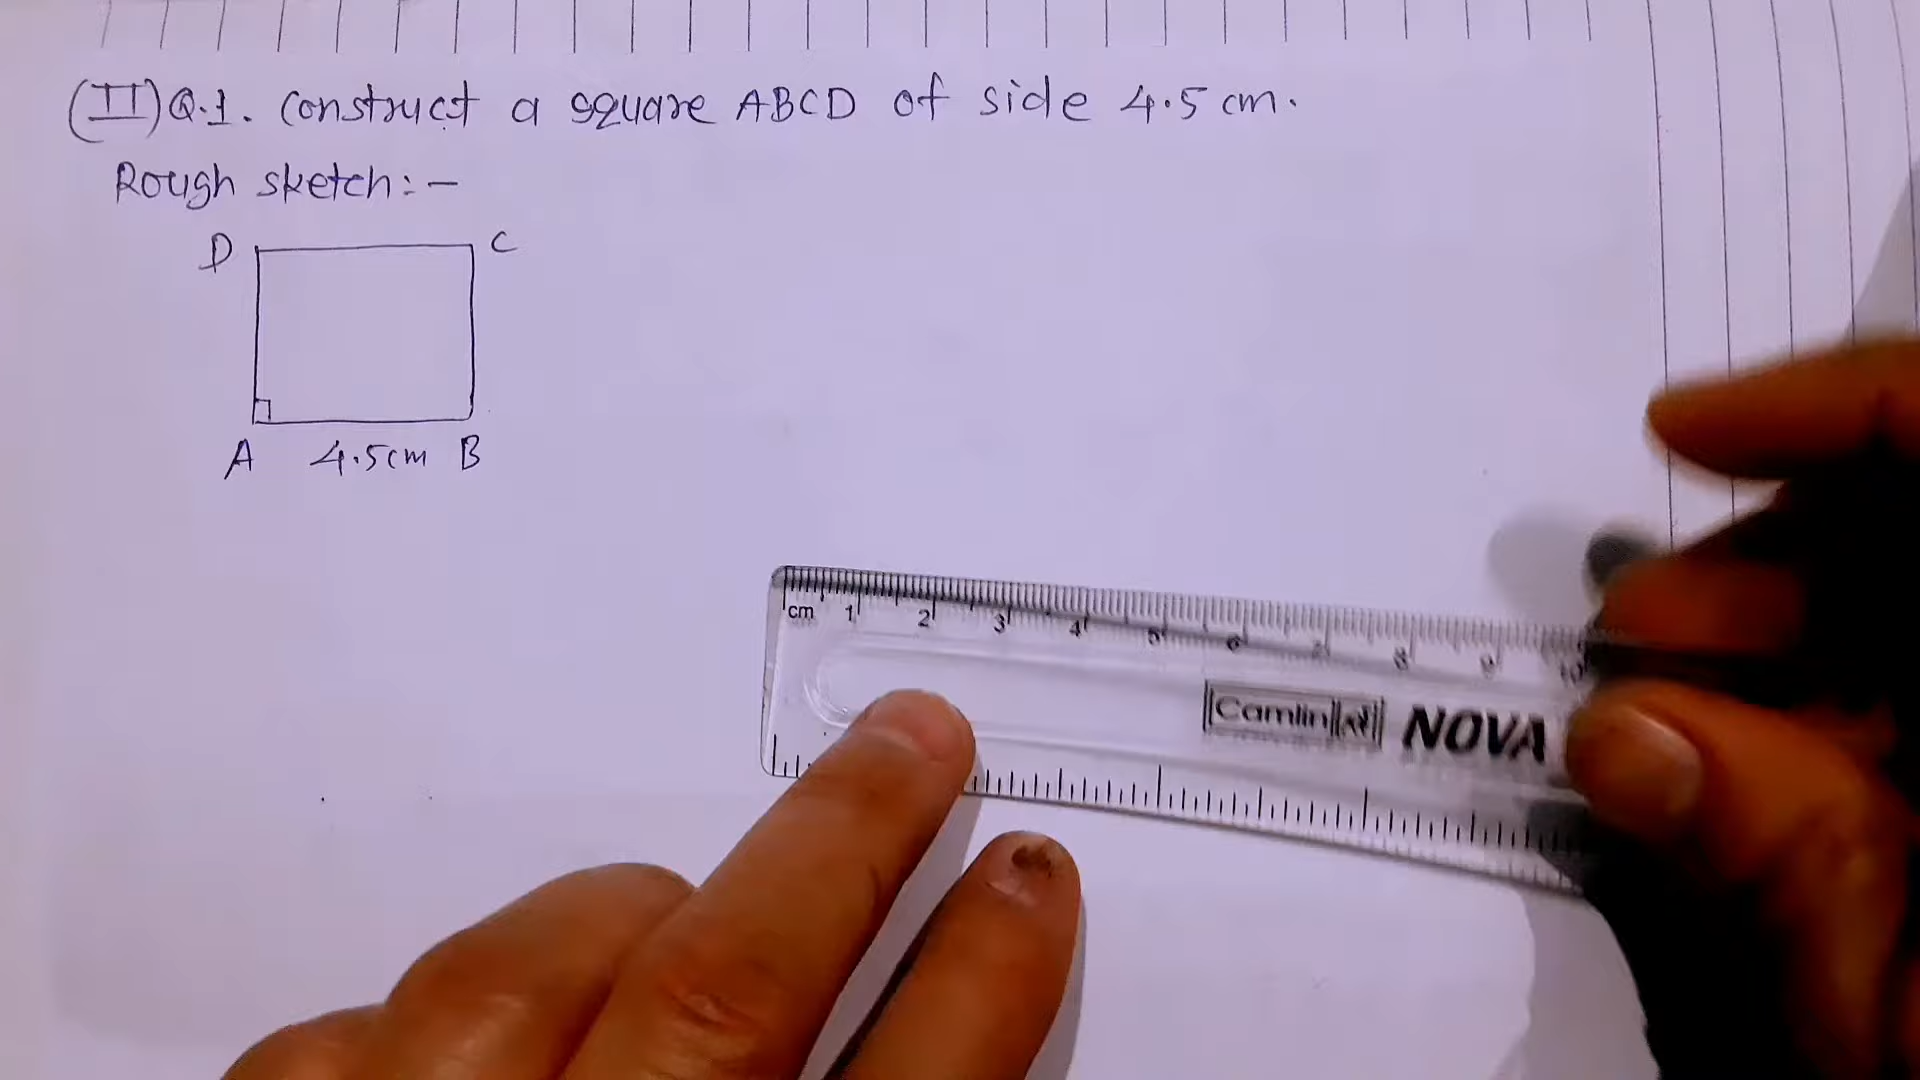 (II) Q.1. Construct a square ABCD of side 4.5 cm.
Rough sketch:-
D C
A 4.5cm B
cm 1 2 3 4 5 6 7 8 9 10
Camlin NOVA